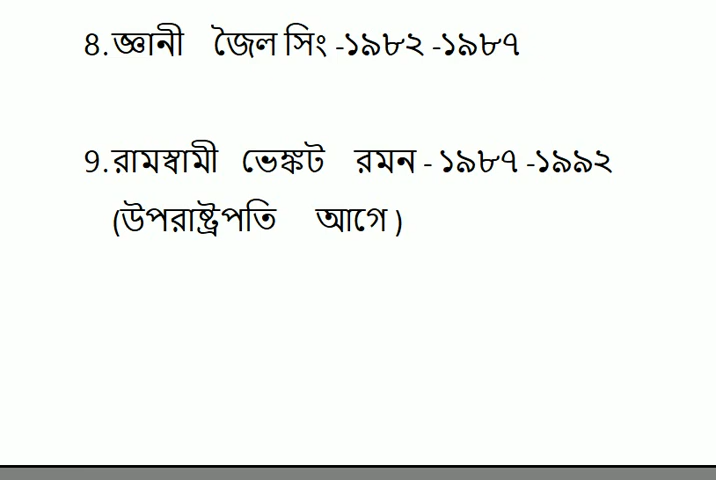 8.জ্ঞানী জৈল সিং -১৯৮২ -১৯৮৭
9.রামস্বামী ভেঙ্কট রমন - ১৯৮৭ -১৯৯২
(উপরাষ্ট্রপতি আগে )